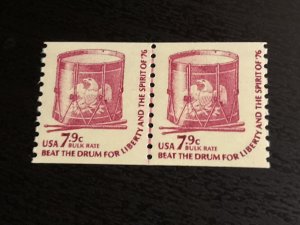 USA 7.9c
BULK RATE
BEAT THE DRUM FOR LIBERTY AND THE SPIRIT OF '76
USA 7.9c
BULK RATE
BEAT THE DRUM FOR LIBERTY AND THE SPIRIT OF '76